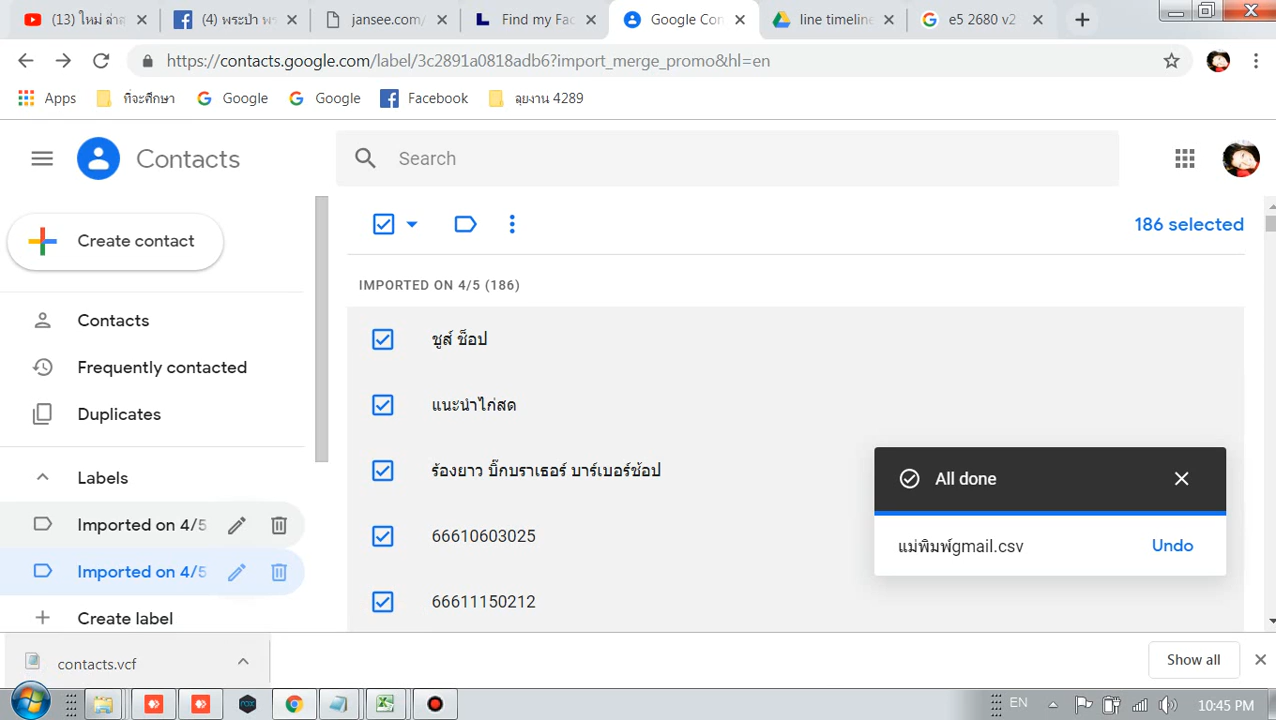 (13) ใหม่ ล่าส
(4) พระป่า พร
jansee.com/
Find my Fa
Google Con
line timeline
e5 2680 v2
https://contacts.google.com/label/3c2891a0818adb6?import_merge_promo&hl=en
Apps
ที่จะศึกษา
Google
Google
Facebook
ลุยงาน 4289
Contacts
Search
Create contact
186 selected
IMPORTED ON 4/5 (186)
Contacts
ชูส์ ช็อป
Frequently contacted
แนะนำไก่สด
Duplicates
ร้องยาว บิ๊กบราเธอร์ บาร์เบอร์ช้อป
Labels
All done
Imported on 4/5
66610603025
แม่พิมพ์gmail.csv
Undo
Imported on 4/5
66611150212
Create label
contacts.vcf
Show all
EN
10:45 PM